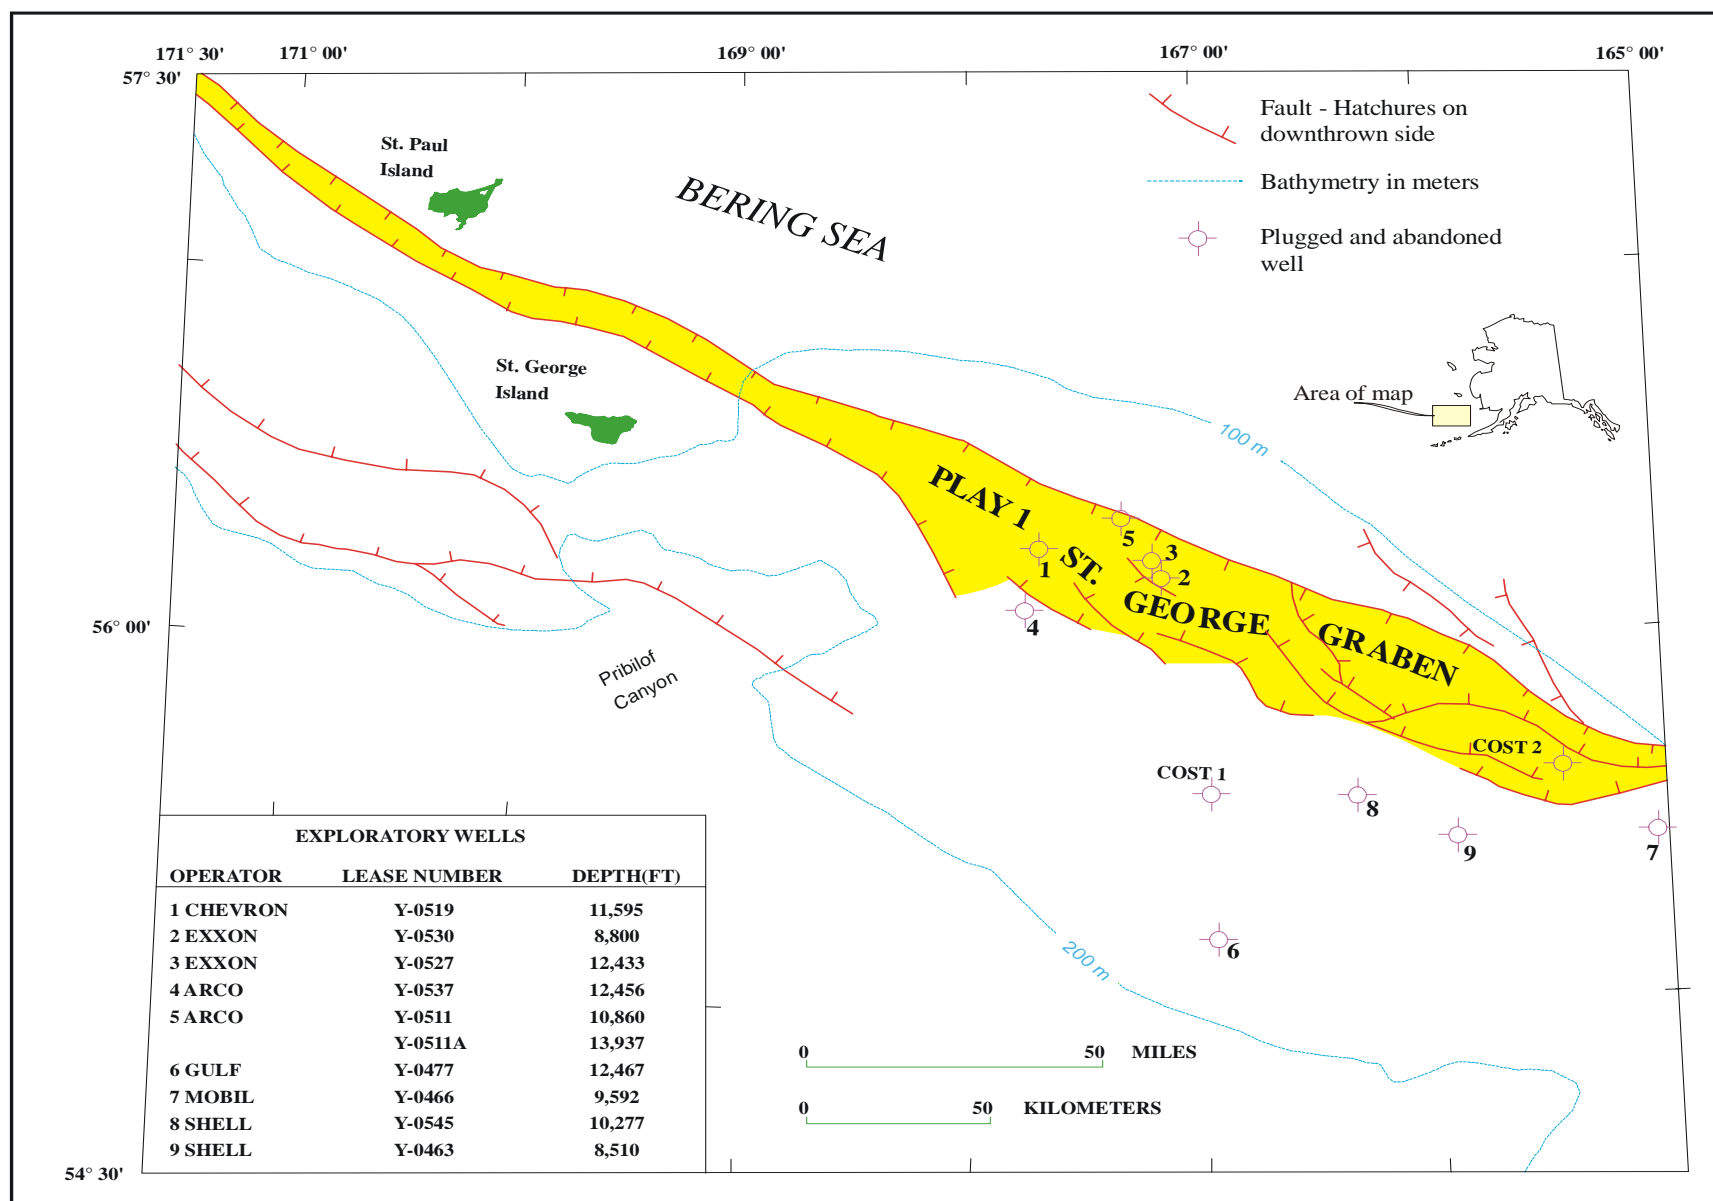 171° 30'
171° 00'
169° 00'
167° 00'
165° 00'
57° 30'
Fault - Hatchures on
downthrown side
St. Paul
Island
Bathymetry in meters
BERING SEA
Plugged and abandoned
well
St. George
Island
Area of map
100 m
PLAY 1
5
3
1
ST.
2
GEORGE
4
56° 00'
GRABEN
Pribilof
Canyon
COST 2
COST 1
8
9
7
6
200 m
EXPLORATORY WELLS
OPERATOR LEASE NUMBER DEPTH(FT)
1 CHEVRON Y-0519 11,595
2 EXXON Y-0530 8,800
3 EXXON Y-0527 12,433
4 ARCO Y-0537 12,456
5 ARCO Y-0511 10,860
Y-0511A 13,937
6 GULF Y-0477 12,467
7 MOBIL Y-0466 9,592
8 SHELL Y-0545 10,277
9 SHELL Y-0463 8,510
0 50 MILES
0 50 KILOMETERS
54° 30'